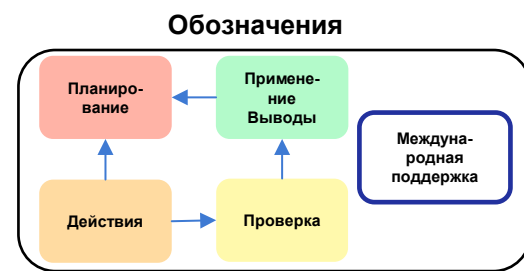 Обозначения
Планиро-
вание
Примене-
ние
Выводы
Междуна-
родная
поддержка
Действия
Проверка